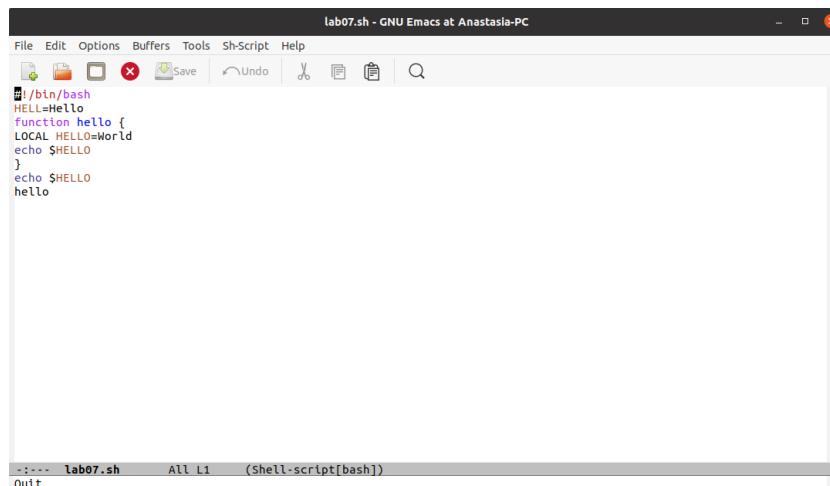 lab07.sh - GNU Emacs at Anastasia-PC
File Edit Options Buffers Tools Sh-Script Help
Save Undo
#!/bin/bash
HELL=Hello
function hello {
LOCAL HELLO=World
echo $HELLO
}
echo $HELLO
hello
-:--- lab07.sh All L1 (Shell-script[bash])
Quit